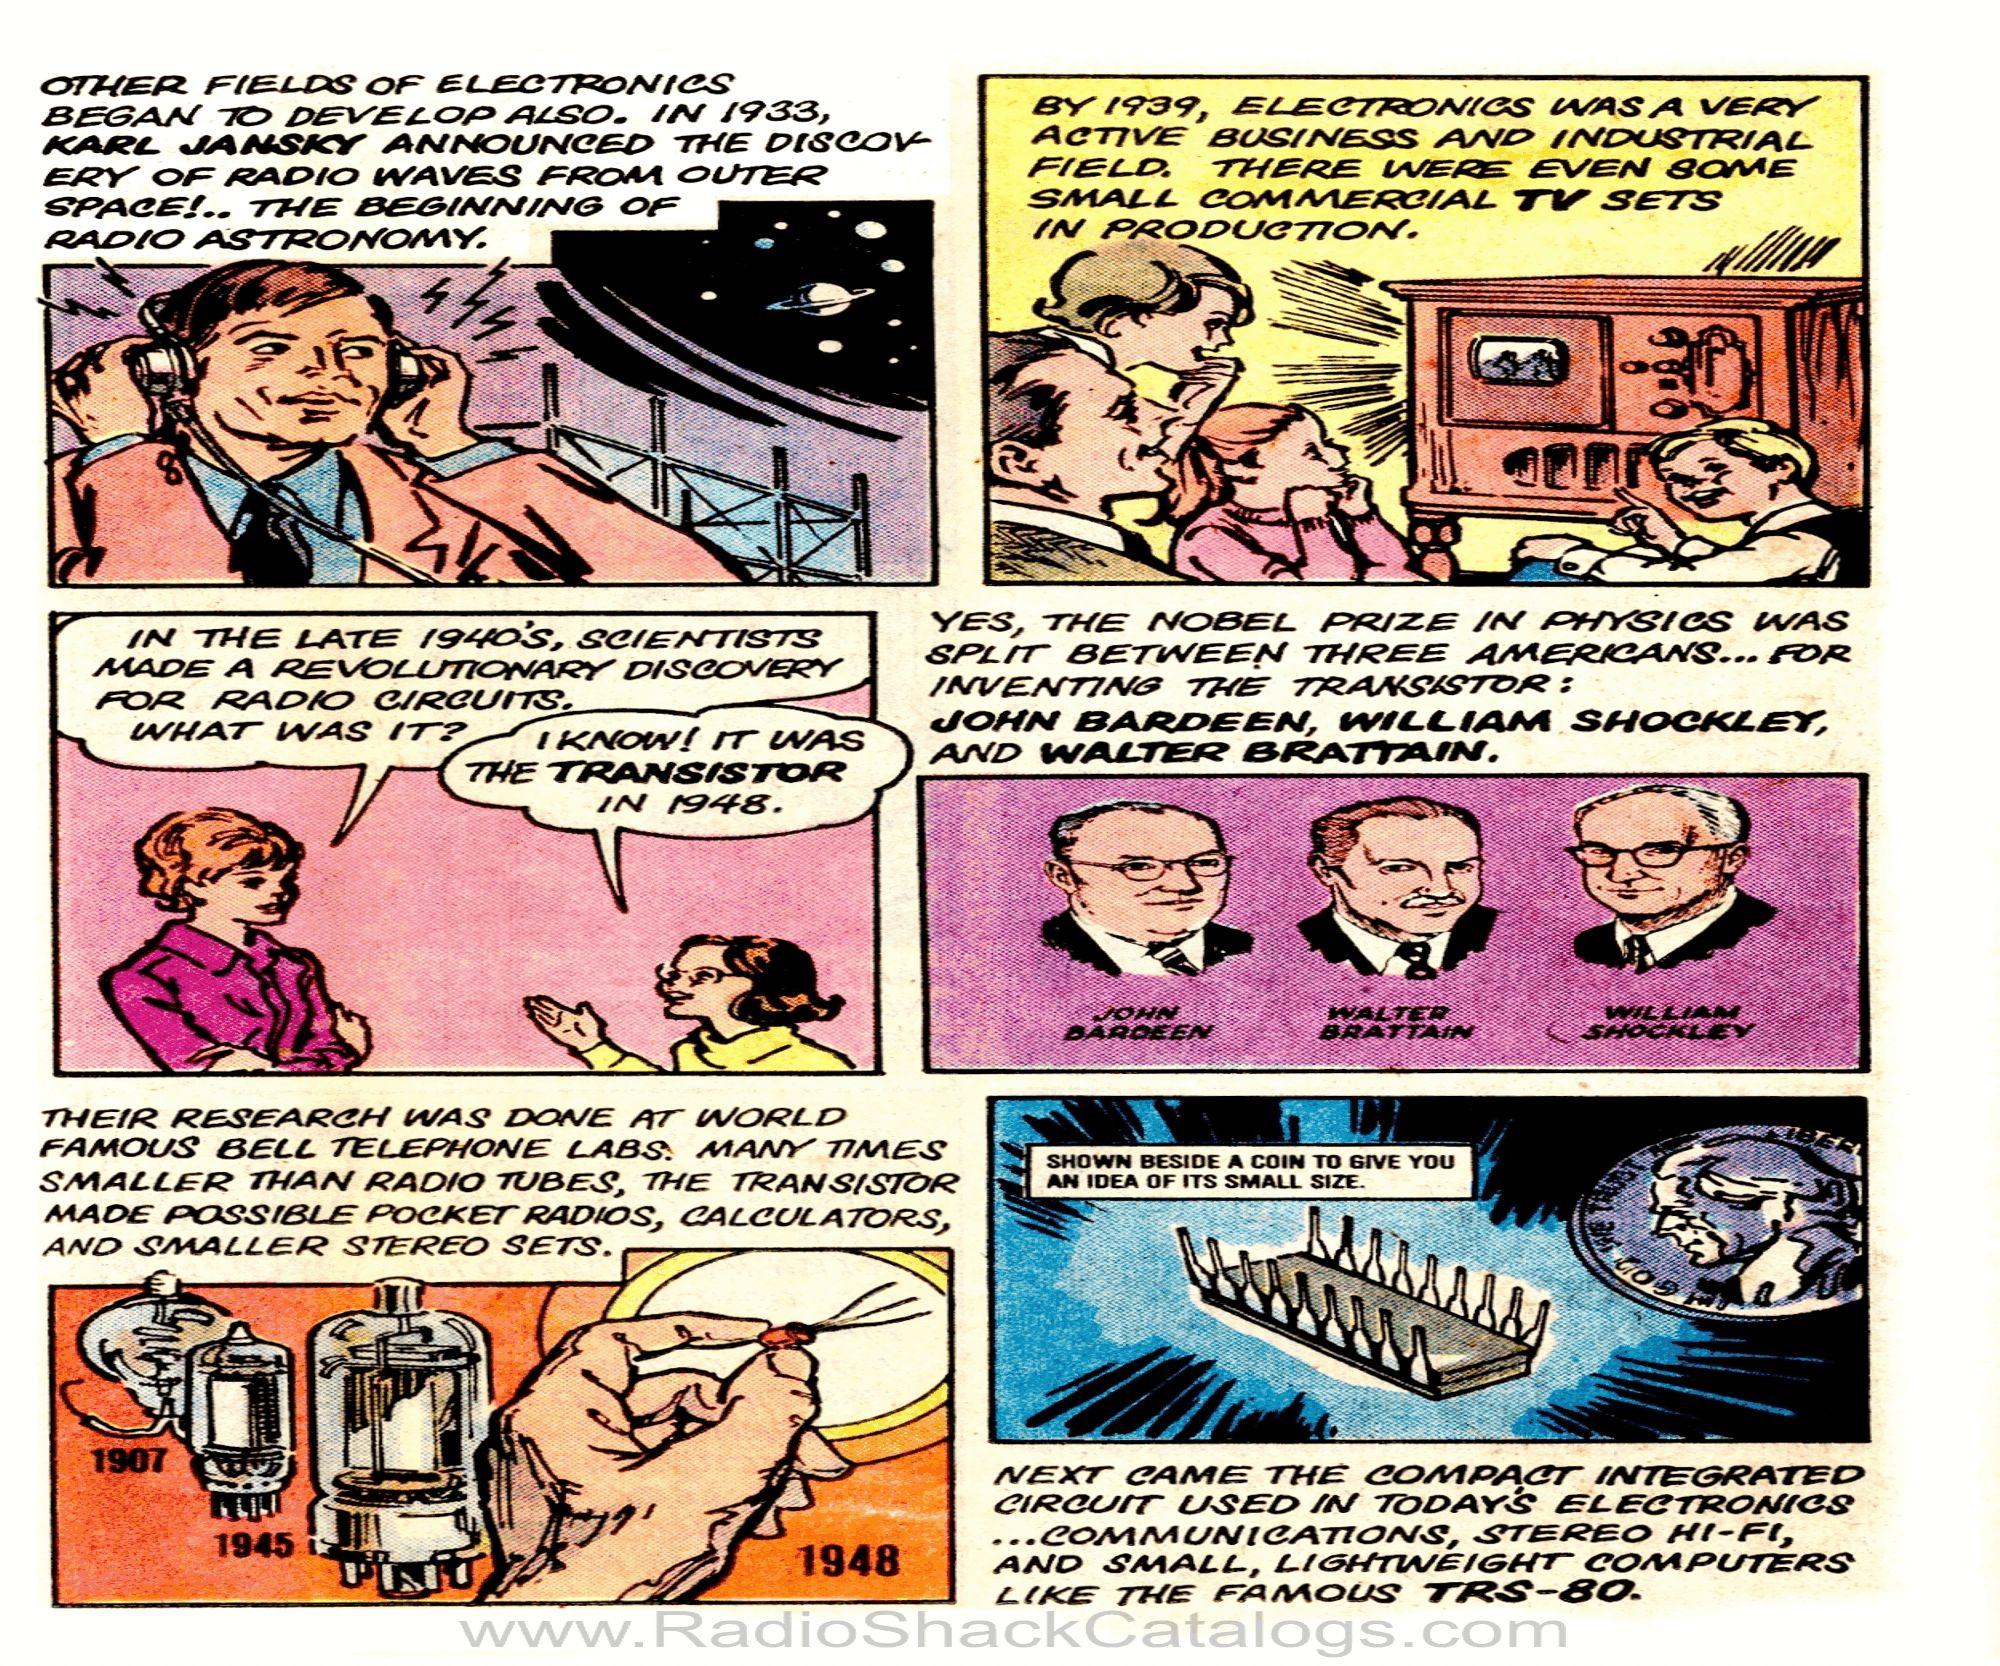 OTHER FIELDS OF ELECTRONICS
BEGAN TO DEVELOP ALSO. IN 1933,
KARL JANSKY ANNOUNCED THE DISCOV-
ERY OF RADIO WAVES FROM OUTER
SPACE!.. THE BEGINNING OF
RADIO ASTRONOMY.
8
BY 1939, ELECTRONICS WAS A VERY
ACTIVE BUSINESS AND INDUSTRIAL
FIELD. THERE WERE EVEN SOME
SMALL COMMERCIAL TV SETS
IN PRODUCTION.
IN THE LATE 1940'S, SCIENTISTS
MADE A REVOLUTIONARY DISCOVERY
FOR RADIO CIRCUITS.
WHAT WAS IT?
I KNOW! IT WAS
THE TRANSISTOR
IN 1948.
YES, THE NOBEL PRIZE IN PHYSICS WAS
SPLIT BETWEEN THREE AMERICANS... FOR
INVENTING THE TRANSISTOR:
JOHN BARDEEN, WILLIAM SHOCKLEY,
AND WALTER BRATTAIN.
JOHN
BARDEEN
WALTER
BRATTAIN
WILLIAM
SHOCKLEY
THEIR RESEARCH WAS DONE AT WORLD
FAMOUS BELL TELEPHONE LABS. MANY TIMES
SMALLER THAN RADIO TUBES, THE TRANSISTOR
MADE POSSIBLE POCKET RADIOS, CALCULATORS,
AND SMALLER STEREO SETS.
1907
1945
1948
SHOWN BESIDE A COIN TO GIVE YOU
AN IDEA OF ITS SMALL SIZE.
IN GOD WE TRUST
NEXT CAME THE COMPACT INTEGRATED
CIRCUIT USED IN TODAY'S ELECTRONICS
...COMMUNICATIONS, STEREO HI-FI,
AND SMALL, LIGHTWEIGHT COMPUTERS
LIKE THE FAMOUS TRS-80.
www.RadioShackCatalogs.com